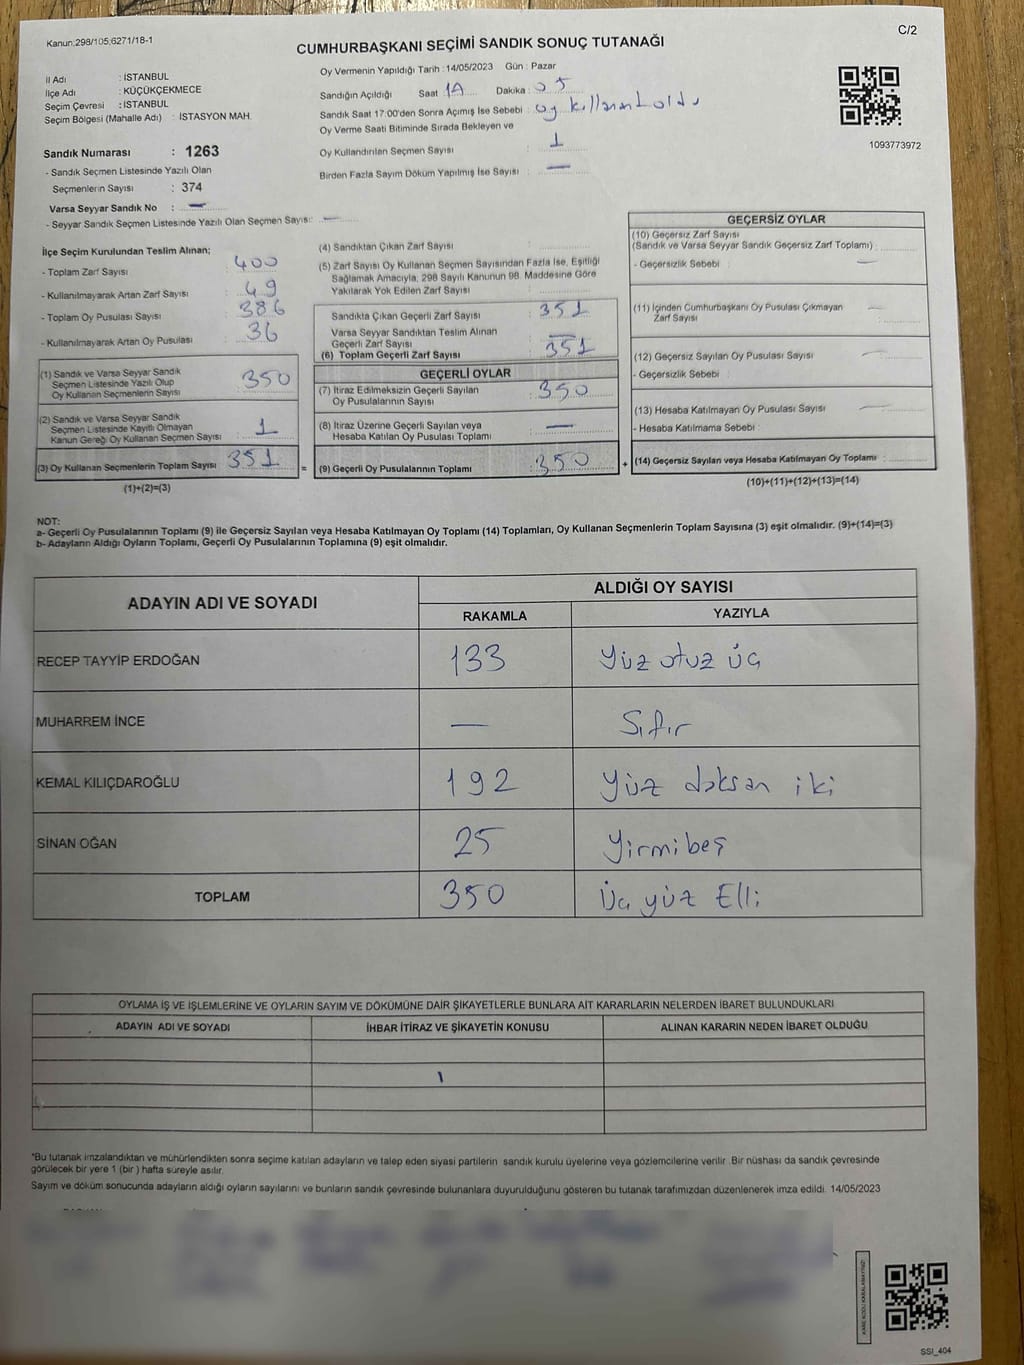 Kanun:298/105;6271/18-1
C/2
CUMHURBAŞKANI SEÇİMİ SANDIK SONUÇ TUTANAĞI
İl Adı : İSTANBUL
İlçe Adı : KÜÇÜKÇEKMECE
Seçim Çevresi : İSTANBUL
Seçim Bölgesi (Mahalle Adı) : İSTASYON MAH.
Sandık Numarası : 1263
- Sandık Seçmen Listesinde Yazılı Olan
Seçmenlerin Sayısı : 374
Varsa Seyyar Sandık No : —
- Seyyar Sandık Seçmen Listesinde Yazılı Olan Seçmen Sayısı: —
Oy Vermenin Yapıldığı Tarih : 14/05/2023 Gün : Pazar
Sandığın Açıldığı Saat Dakika : 05
Sandık Saat 17:00'den Sonra Açımış İse Sebebi : oy
Oy Verme Saati Bitiminde Sırada Bekleyen ve
Oy Kullandırılan Seçmen Sayısı : 1
Birden Fazla Sayım Döküm Yapılmış İse Sayısı : —
1093773972
İlçe Seçim Kurulundan Teslim Alınan;
- Toplam Zarf Sayısı : 400
- Kullanılmayarak Artan Zarf Sayısı : 49
- Toplam Oy Pusulası Sayısı : 386
- Kullanılmayarak Artan Oy Pusulası : 36
(1) Sandık ve Varsa Seyyar Sandık
Seçmen Listesinde Yazılı Olup
Oy Kullanan Seçmenlerin Sayısı : 350
(2) Sandık ve Varsa Seyyar Sandık
Seçmen Listesinde Kayıtlı Olmayan
Kanun Gereği Oy Kullanan Seçmen Sayısı : 1
(3) Oy Kullanan Seçmenlerin Toplam Sayısı : 351
(1)+(2)=(3)
=
(4) Sandıktan Çıkan Zarf Sayısı :
(5) Zarf Sayısı Oy Kullanan Seçmen Sayısından Fazla İse, Eşitliği
Sağlamak Amacıyla, 298 Sayılı Kanunun 98. Maddesine Göre
Yakılarak Yok Edilen Zarf Sayısı :
Sandıkta Çıkan Geçerli Zarf Sayısı : 351
Varsa Seyyar Sandıktan Teslim Alınan
Geçerli Zarf Sayısı : —
(6) Toplam Geçerli Zarf Sayısı : 351
GEÇERLİ OYLAR
(7) İtiraz Edilmeksizin Geçerli Sayılan
Oy Pusulalarının Sayısı : 350
(8) İtiraz Üzerine Geçerli Sayılan veya
Hesaba Katılan Oy Pusulası Toplamı : —
(9) Geçerli Oy Pusulalarının Toplamı : 350
+
GEÇERSİZ OYLAR
(10) Geçersiz Zarf Sayısı
(Sandık ve Varsa Seyyar Sandık Geçersiz Zarf Toplamı) :
- Geçersizlik Sebebi : —
(11) İçinden Cumhurbaşkanı Oy Pusulası Çıkmayan
Zarf Sayısı : —
(12) Geçersiz Sayılan Oy Pusulası Sayısı : —
- Geçersizlik Sebebi :
(13) Hesaba Katılmayan Oy Pusulası Sayısı : —
- Hesaba Katılmama Sebebi :
(14) Geçersiz Sayılan veya Hesaba Katılmayan Oy Toplamı :
(10)+(11)+(12)+(13)=(14)
NOT:
a- Geçerli Oy Pusulalarının Toplamı (9) ile Geçersiz Sayılan veya Hesaba Katılmayan Oy Toplamı (14) Toplamları, Oy Kullanan Seçmenlerin Toplam Sayısına (3) eşit olmalıdır. (9)+(14)=(3)
b- Adayların Aldığı Oyların Toplamı, Geçerli Oy Pusulalarının Toplamına (9) eşit olmalıdır.
ADAYIN ADI VE SOYADI
ALDIĞI OY SAYISI
RAKAMLA YAZIYLA
RECEP TAYYİP ERDOĞAN 133 Yüz otuz üç
MUHARREM İNCE — Sıfır
KEMAL KILIÇDAROĞLU 192 Yüz doksan iki
SİNAN OĞAN 25 Yirmibeş
TOPLAM 350 Üç yüz Elli
OYLAMA İŞ VE İŞLEMLERİNE VE OYLARIN SAYIM VE DÖKÜMÜNE DAİR ŞİKAYETLERLE BUNLARA AİT KARARLARIN NELERDEN İBARET BULUNDUKLARI
ADAYIN ADI VE SOYADI İHBAR İTİRAZ VE ŞİKAYETİN KONUSU ALINAN KARARIN NEDEN İBARET OLDUĞU
*Bu tutanak imzalandıktan ve mühürlendikten sonra seçime katılan adayların ve talep eden siyasi partilerin sandık kurulu üyelerine veya gözlemcilerine verilir. Bir nüshası da sandık çevresinde
görülecek bir yere 1 (bir) hafta süreyle asılır.
Sayım ve döküm sonucunda adayların aldığı oyların sayılarını ve bunların sandık çevresinde bulunanlara duyurulduğunu gösteren bu tutanak tarafımızdan düzenlenerek imza edildi. 14/05/2023
KARE KODU KARALAMAYINIZ!
SSI_404